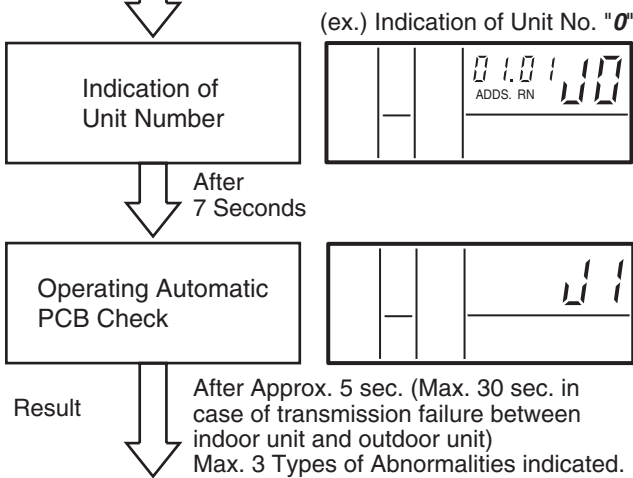 (ex.) Indication of Unit No. "0"
Indication of
Unit Number
01.01 J0
ADDS. RN
After
7 Seconds
Operating Automatic
PCB Check
J1
Result
After Approx. 5 sec. (Max. 30 sec. in
case of transmission failure between
indoor unit and outdoor unit)
Max. 3 Types of Abnormalities indicated.